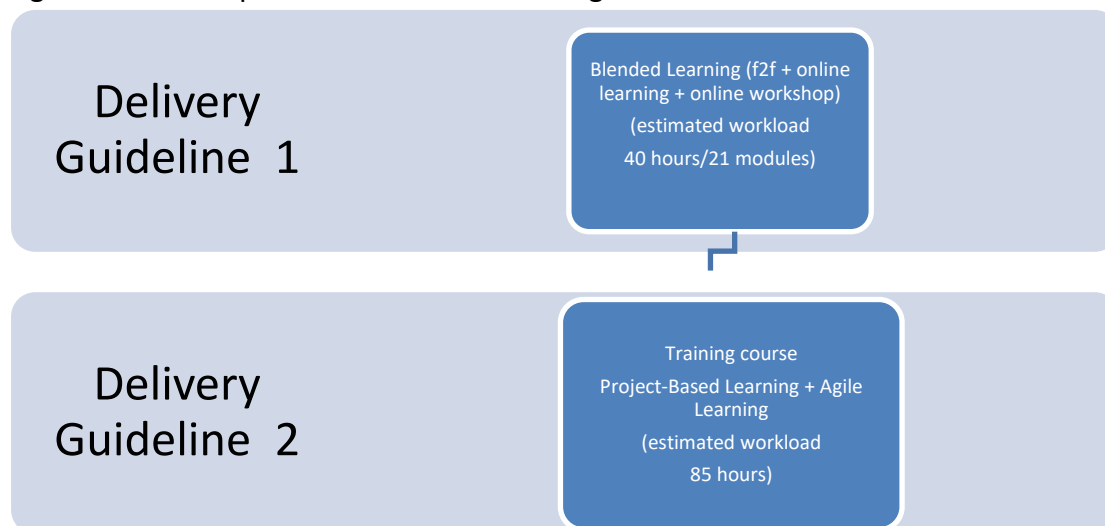 Delivery
Guideline 1
Blended Learning (f2f + online
learning + online workshop)
(estimated workload
40 hours/21 modules)
Delivery
Guideline 2
Training course
Project-Based Learning + Agile
Learning
(estimated workload
85 hours)